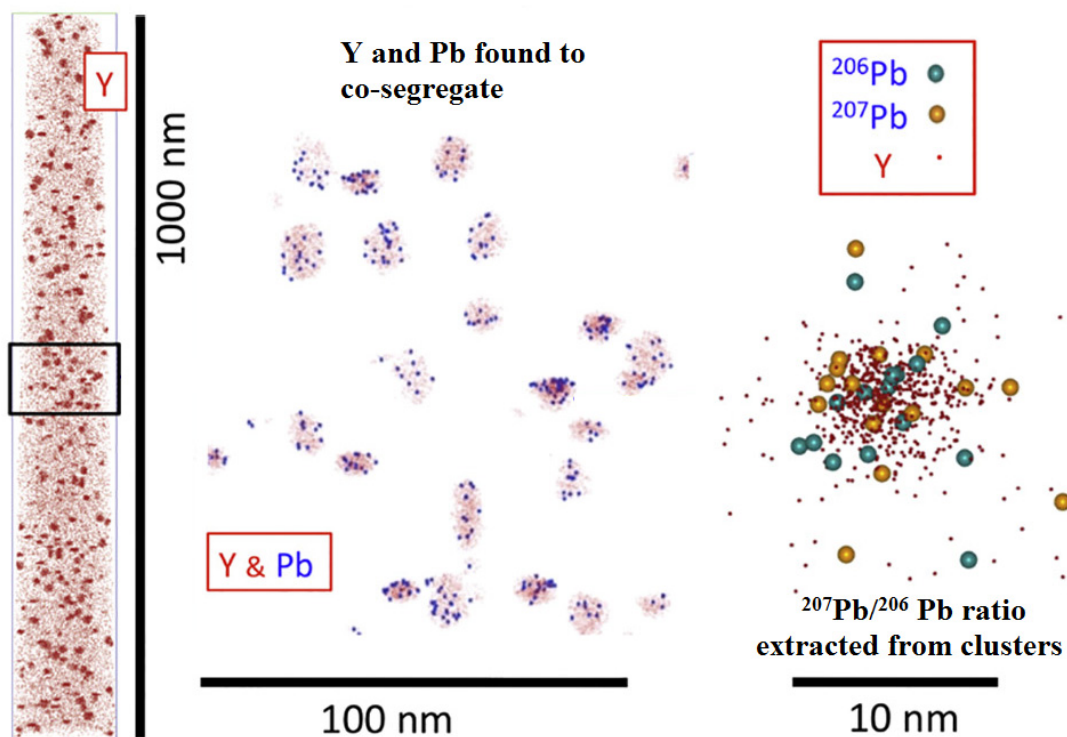 Y
1000 nm
Y and Pb found to
co-segregate
Y & Pb
100 nm
²⁰⁶Pb
²⁰⁷Pb
Y
²⁰⁷Pb/²⁰⁶ Pb ratio
extracted from clusters
10 nm